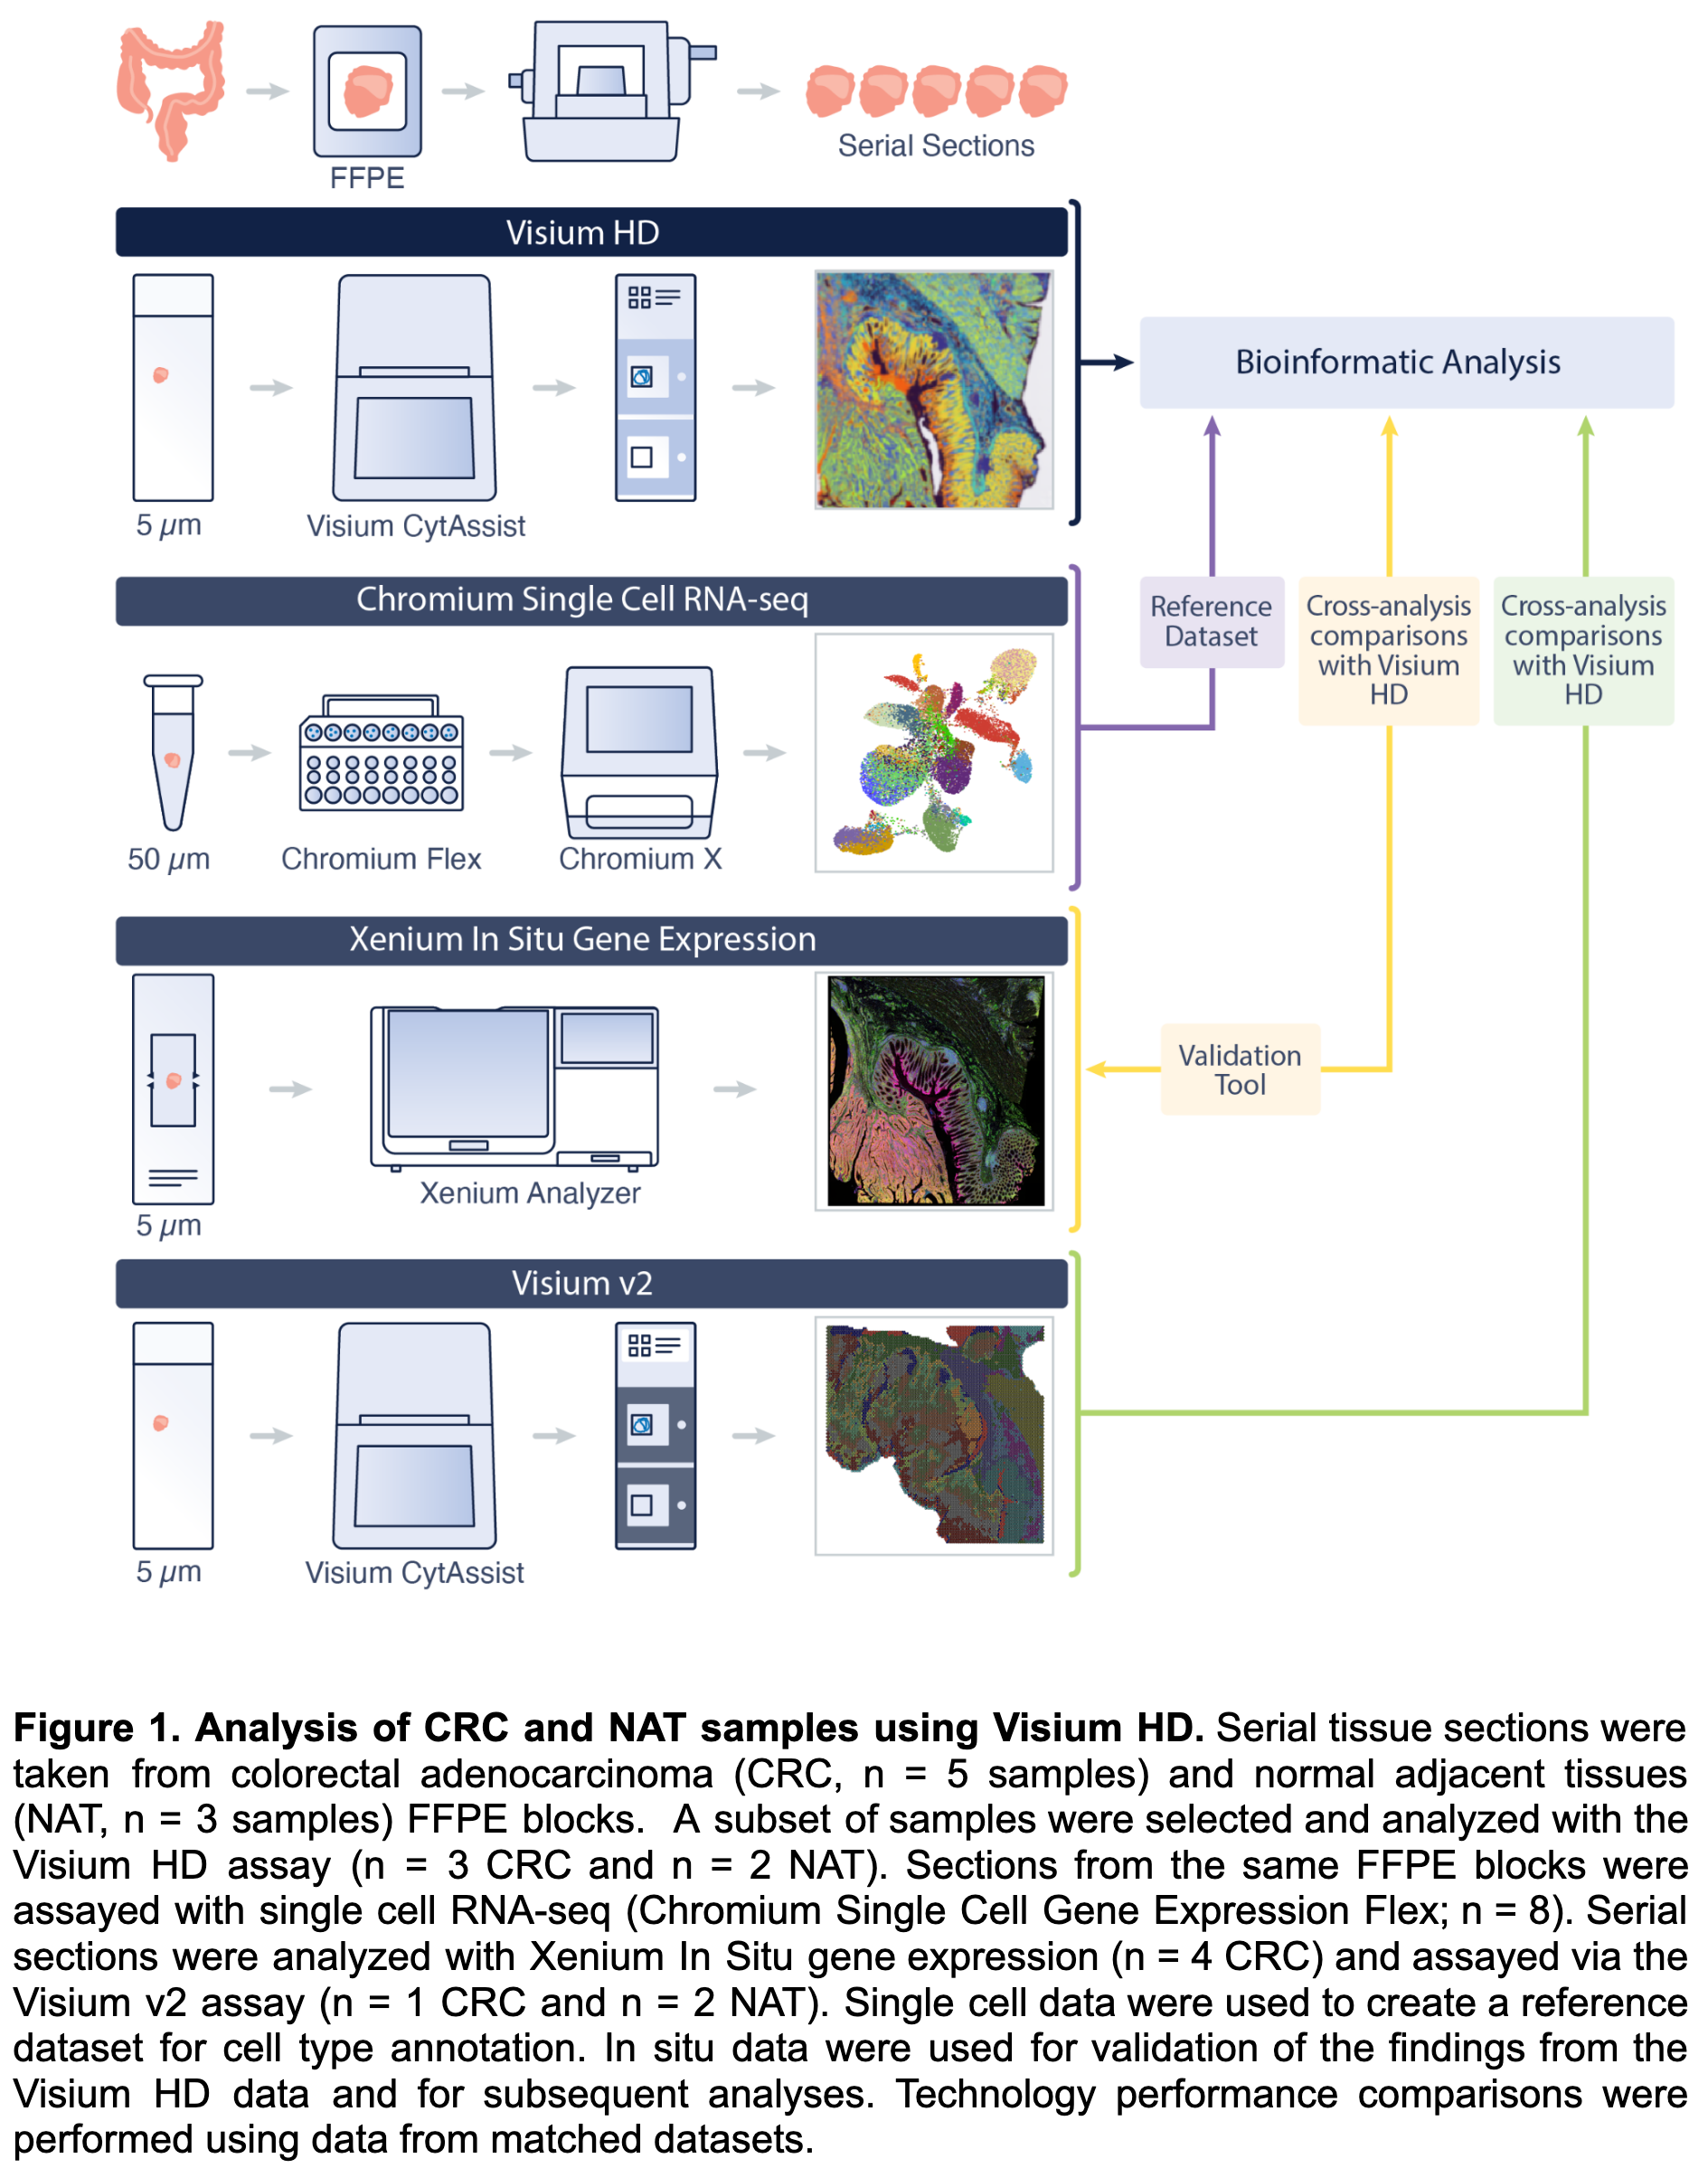 FFPE
Serial Sections
Visium HD
5 µm
Visium CytAssist
Bioinformatic Analysis
Chromium Single Cell RNA-seq
50 µm
Chromium Flex
Chromium X
Reference
Dataset
Cross-analysis
comparisons
with Visium
HD
Cross-analysis
comparisons
with Visium
HD
Xenium In Situ Gene Expression
5 µm
Xenium Analyzer
Validation
Tool
Visium v2
5 µm
Visium CytAssist
Figure 1. Analysis of CRC and NAT samples using Visium HD. Serial tissue sections were
taken from colorectal adenocarcinoma (CRC, n = 5 samples) and normal adjacent tissues
(NAT, n = 3 samples) FFPE blocks. A subset of samples were selected and analyzed with the
Visium HD assay (n = 3 CRC and n = 2 NAT). Sections from the same FFPE blocks were
assayed with single cell RNA-seq (Chromium Single Cell Gene Expression Flex; n = 8). Serial
sections were analyzed with Xenium In Situ gene expression (n = 4 CRC) and assayed via the
Visium v2 assay (n = 1 CRC and n = 2 NAT). Single cell data were used to create a reference
dataset for cell type annotation. In situ data were used for validation of the findings from the
Visium HD data and for subsequent analyses. Technology performance comparisons were
performed using data from matched datasets.